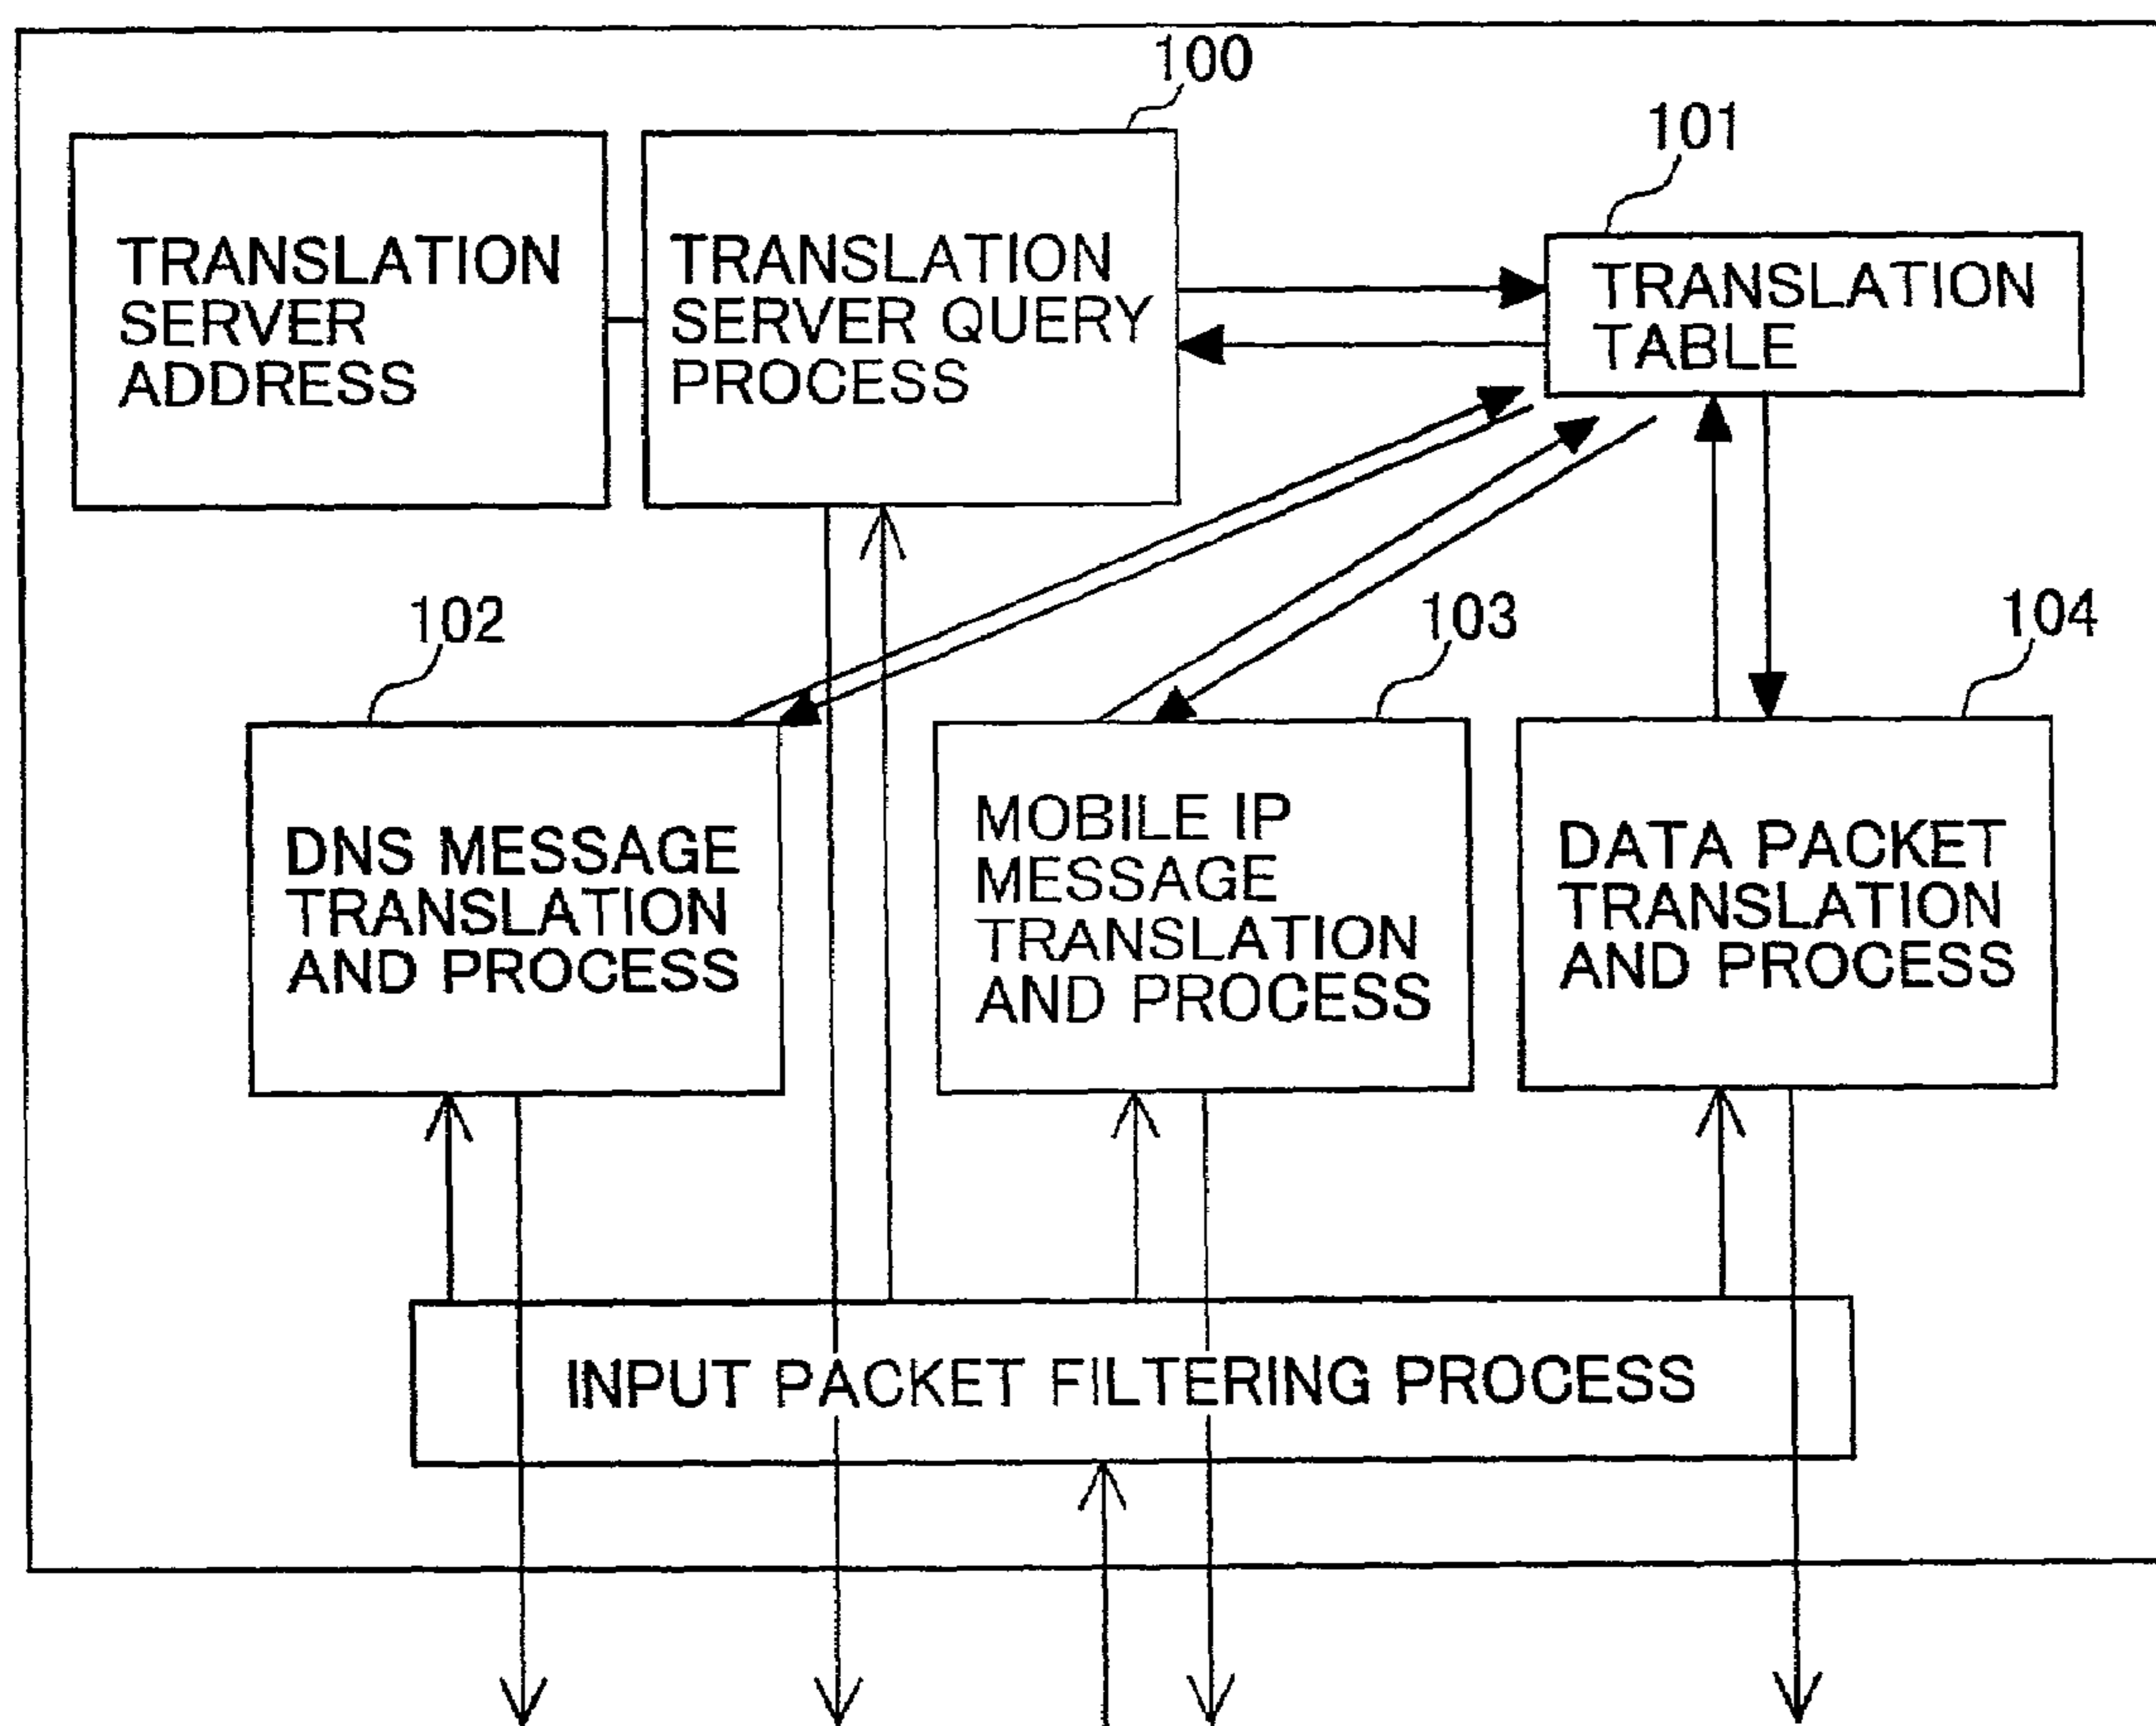 100
101
TRANSLATION
SERVER
ADDRESS
TRANSLATION
SERVER QUERY
PROCESS
TRANSLATION
TABLE
102
103
104
DNS MESSAGE
TRANSLATION
AND PROCESS
MOBILE IP
MESSAGE
TRANSLATION
AND PROCESS
DATA PACKET
TRANSLATION
AND PROCESS
INPUT PACKET FILTERING PROCESS